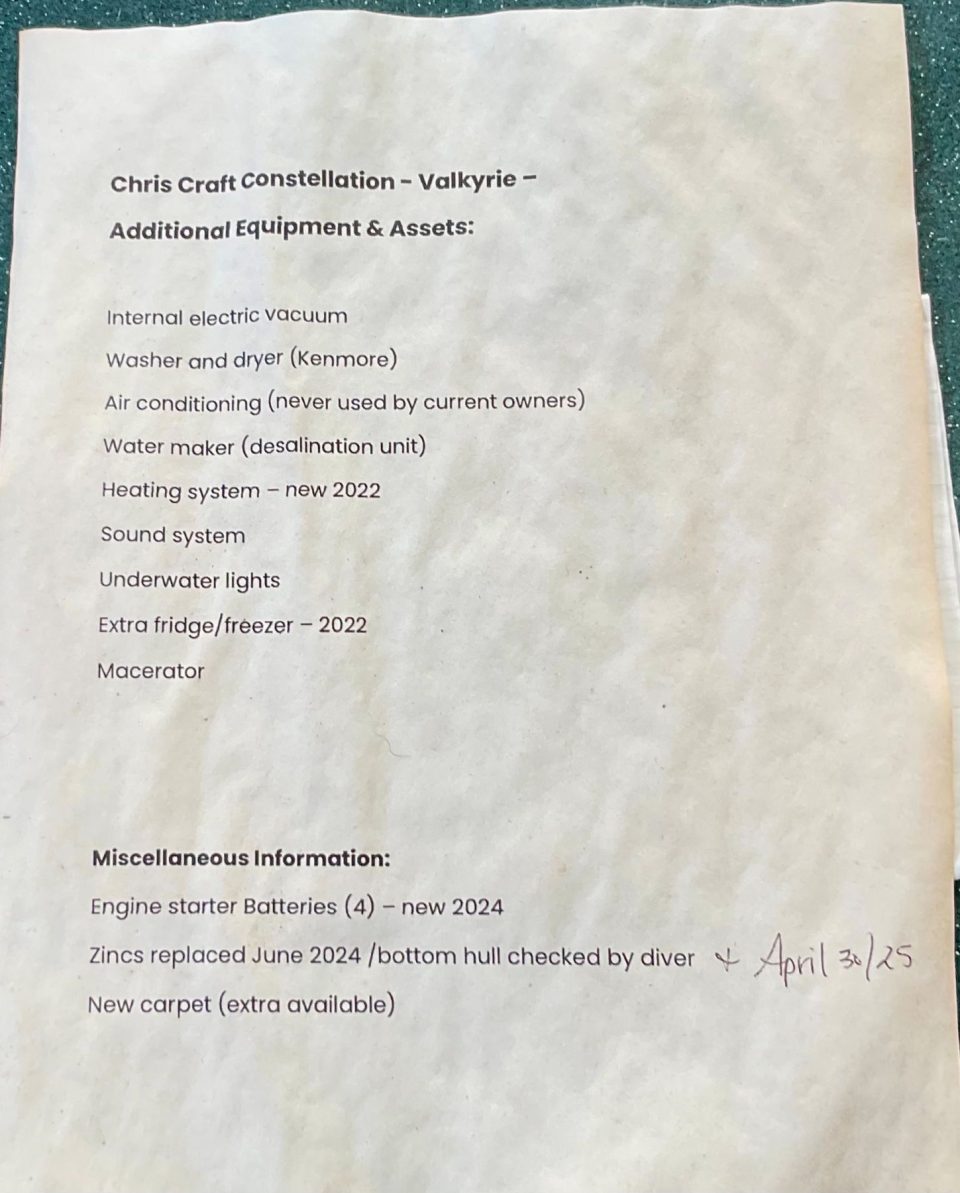 Chris Craft Constellation – Valkyrie –
Additional Equipment & Assets:
Internal electric vacuum
Washer and dryer (Kenmore)
Air conditioning (never used by current owners)
Water maker (desalination unit)
Heating system – new 2022
Sound system
Underwater lights
Extra fridge/freezer – 2022
Macerator
Miscellaneous Information:
Engine starter Batteries (4) – new 2024
Zincs replaced June 2024 /bottom hull checked by diver + April 30/25
New carpet (extra available)